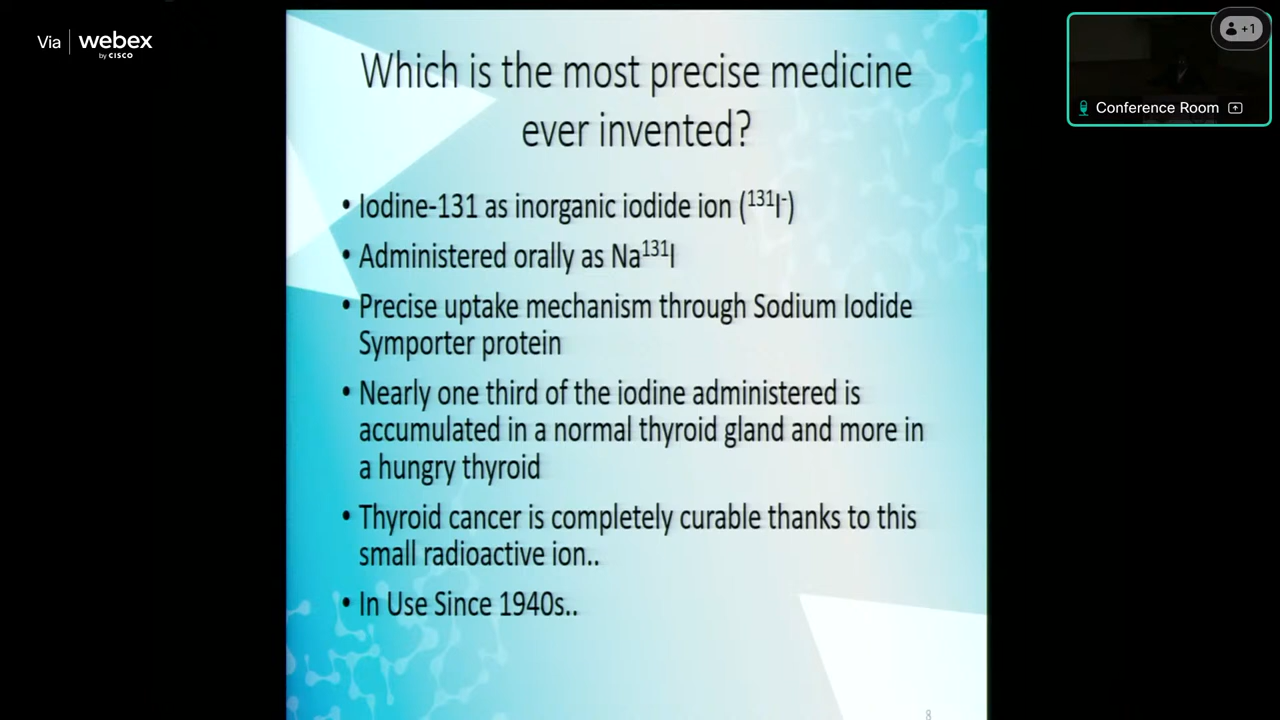 Via webex
by CISCO
+1
Conference Room
Which is the most precise medicine
ever invented?
• Iodine-131 as inorganic iodide ion (¹³¹I⁻)
• Administered orally as Na¹³¹I
• Precise uptake mechanism through Sodium Iodide
Symporter protein
• Nearly one third of the iodine administered is
accumulated in a normal thyroid gland and more in
a hungry thyroid
• Thyroid cancer is completely curable thanks to this
small radioactive ion..
• In Use Since 1940s..
8